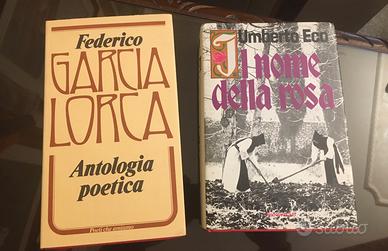 Federico
GARCIA
LORCA
Antologia
poetica
Umberto Eco
Il nome
della rosa